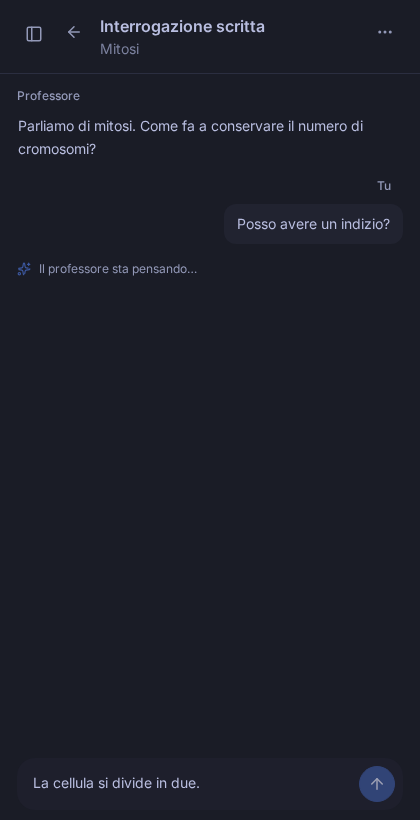 Interrogazione scritta
Mitosi
Professore
Parliamo di mitosi. Come fa a conservare il numero di
cromosomi?
Tu
Posso avere un indizio?
Il professore sta pensando...
La cellula si divide in due.